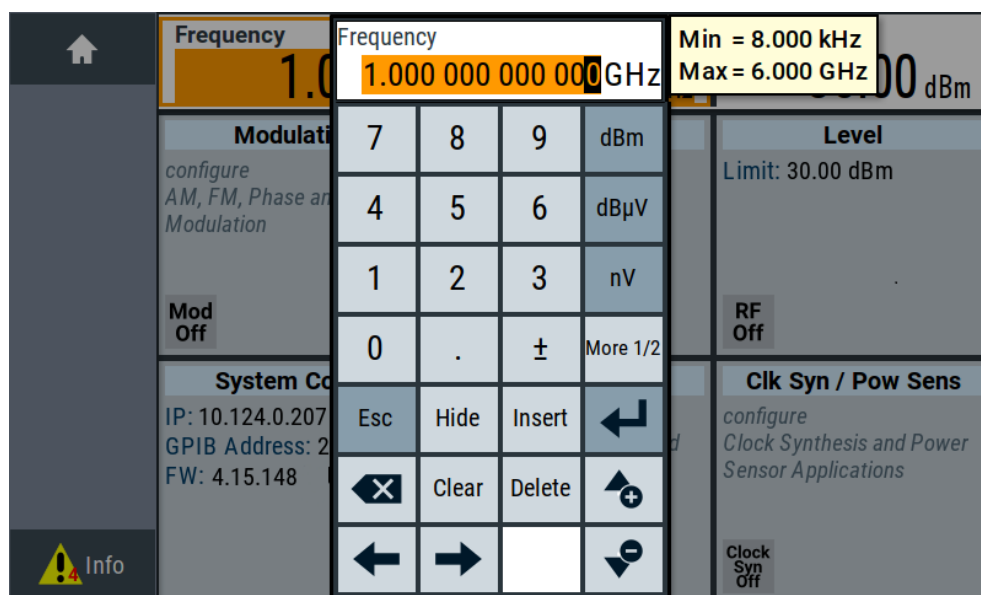 Frequency
1.0
Frequency
1.000 000 000 000 GHz
Min = 8.000 kHz
Max = 6.000 GHz
00 dBm
Modulati
configure
AM, FM, Phase an
Modulation
Mod
Off
7 8 9 dBm
4 5 6 dBµV
1 2 3 nV
0 . ± More 1/2
Esc Hide Insert
Clear Delete
Level
Limit: 30.00 dBm
RF
Off
System Co
IP: 10.124.0.207
GPIB Address: 2
FW: 4.15.148
d
Clk Syn / Pow Sens
configure
Clock Synthesis and Power
Sensor Applications
Clock
Syn
Off
4 Info